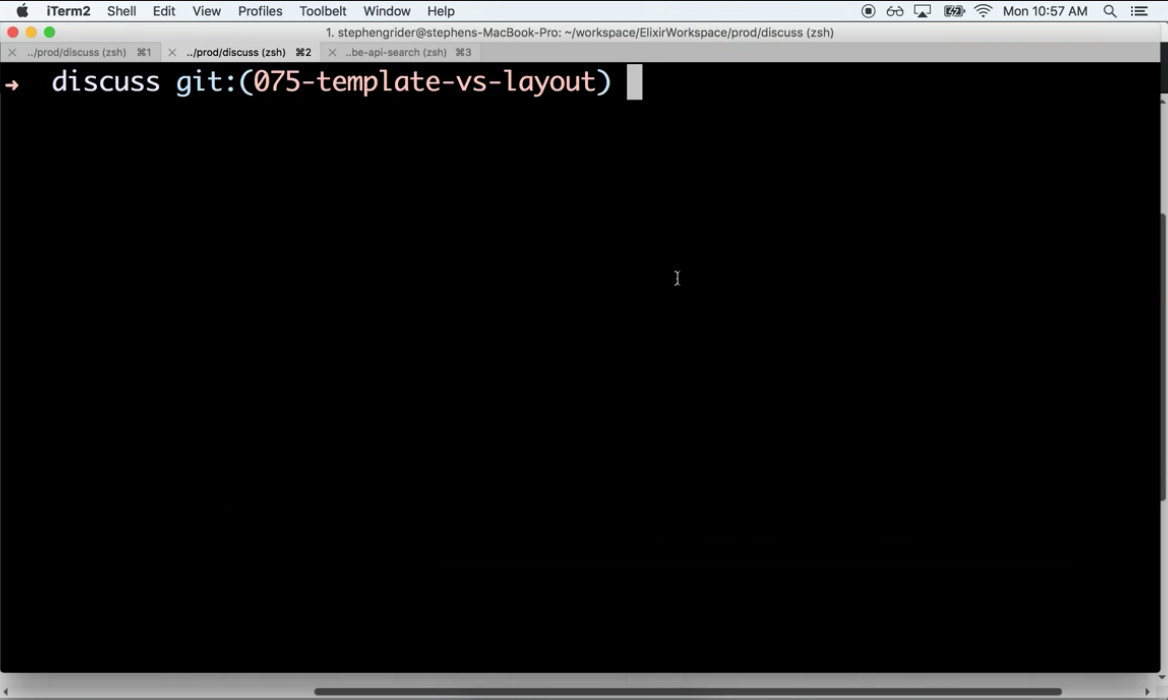 iTerm2 Shell Edit View Profiles Toolbelt Window Help Mon 10:57 AM
1. stephengrider@stephens-MacBook-Pro: ~/workspace/ElixirWorkspace/prod/discuss (zsh)
../prod/discuss (zsh) ⌘1 ../prod/discuss (zsh) ⌘2 ..be-api-search (zsh) ⌘3
➜ discuss git:(075-template-vs-layout)